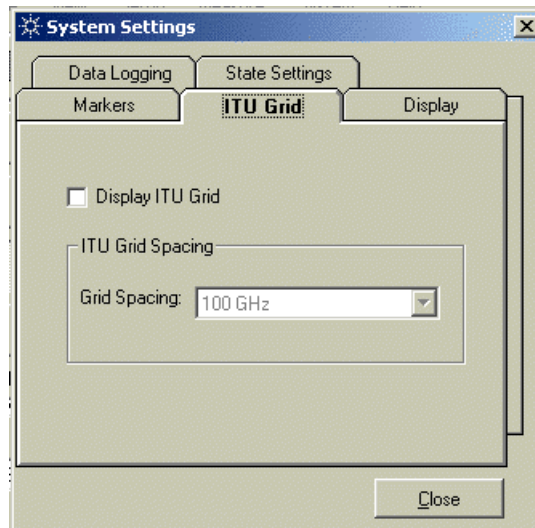 System Settings
Data Logging State Settings
Markers ITU Grid Display
Display ITU Grid
ITU Grid Spacing
Grid Spacing: 100 GHz
Close